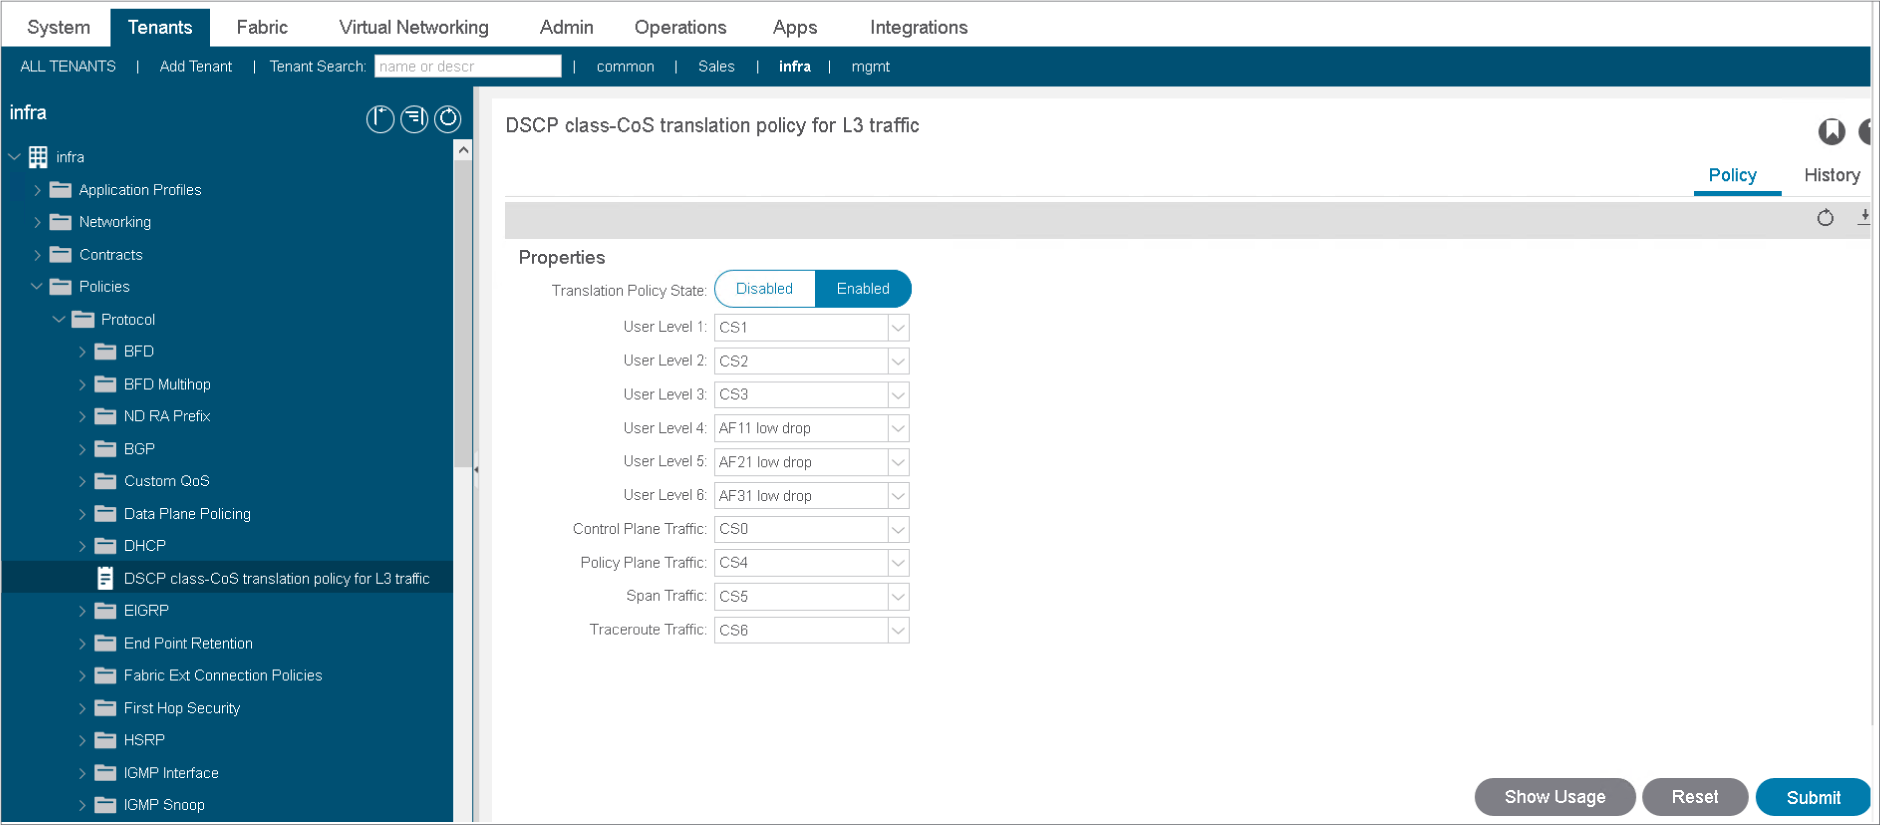 System Tenants Fabric Virtual Networking Admin Operations Apps Integrations
ALL TENANTS | Add Tenant | Tenant Search: name or descr | common | Sales | infra | mgmt
infra
infra
Application Profiles
Networking
Contracts
Policies
Protocol
BFD
BFD Multihop
ND RA Prefix
BGP
Custom QoS
Data Plane Policing
DHCP
DSCP class-CoS translation policy for L3 traffic
EIGRP
End Point Retention
Fabric Ext Connection Policies
First Hop Security
HSRP
IGMP Interface
IGMP Snoop
DSCP class-CoS translation policy for L3 traffic
Policy History
Properties
Translation Policy State: Disabled Enabled
User Level 1: CS1
User Level 2: CS2
User Level 3: CS3
User Level 4: AF11 low drop
User Level 5: AF21 low drop
User Level 6: AF31 low drop
Control Plane Traffic: CS0
Policy Plane Traffic: CS4
Span Traffic: CS5
Traceroute Traffic: CS6
Show Usage Reset Submit